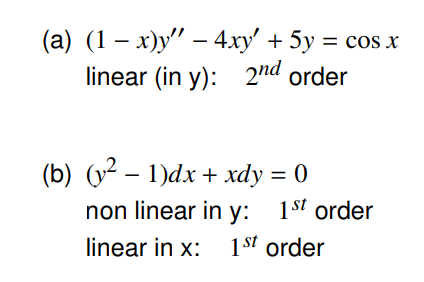 (a) (1 − x)y′′ − 4xy′ + 5y = cos x
linear (in y): 2nd order
(b) (y² − 1)dx + xdy = 0
non linear in y: 1st order
linear in x: 1st order